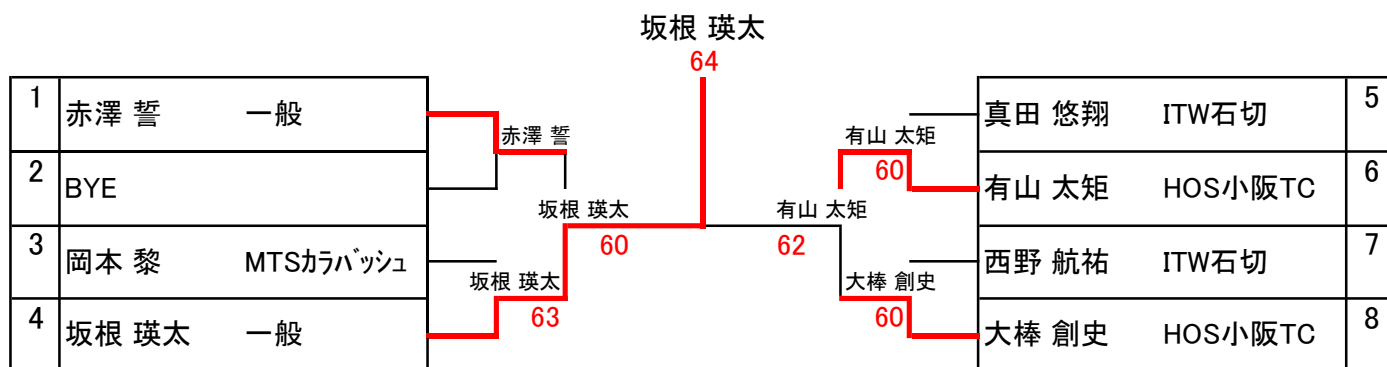 坂根 瑛太
64
1 赤澤 誓 一般
2 BYE
3 岡本 黎 MTSカラバッシュ
4 坂根 瑛太 一般
赤澤 誓
坂根 瑛太
60
坂根 瑛太
63
有山 太矩
60
有山 太矩
62
大棒 創史
60
真田 悠翔 ITW石切 5
有山 太矩 HOS小阪TC 6
西野 航祐 ITW石切 7
大棒 創史 HOS小阪TC 8